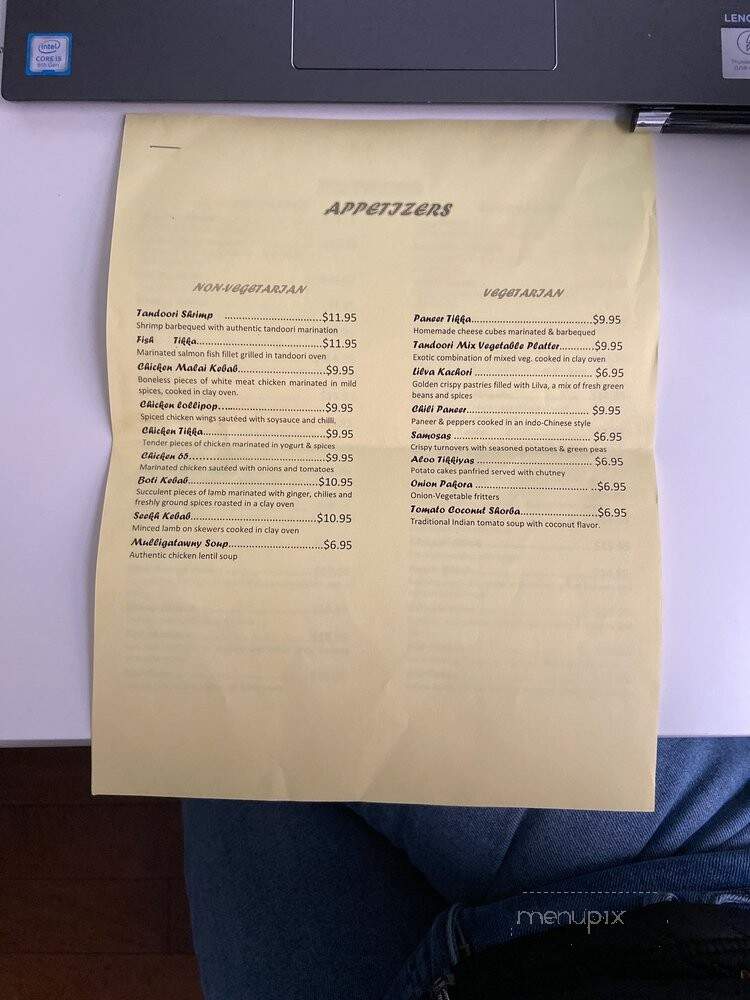 intel
CORE i5
8th Gen
LENO
APPETIZERS
NON-VEGETARIAN
Tandoori Shrimp ..............................$11.95
Shrimp barbequed with authentic tandoori marination
Fish Tikka......................................$11.95
Marinated salmon fish fillet grilled in tandoori oven
Chicken Malai Kebab...........................$9.95
Boneless pieces of white meat chicken marinated in mild
spices, cooked in clay oven.
Chicken lollipop.................................$9.95
Spiced chicken wings sautéed with soysauce and chilli,
Chicken Tikka......................................$9.95
Tender pieces of chicken marinated in yogurt & spices
Chicken 65..........................................$9.95
Marinated chicken sautéed with onions and tomatoes
Boti Kebab........................................$10.95
Succulent pieces of lamb marinated with ginger, chilies and
freshly ground spices roasted in a clay oven
Seekh Kebab.......................................$10.95
Minced lamb on skewers cooked in clay oven
Mulligatawny Soup.............................$6.95
Authentic chicken lentil soup
VEGETARIAN
Paneer Tikka.....................................$9.95
Homemade cheese cubes marinated & barbequed
Tandoori Mix Vegetable Platter...........$9.95
Exotic combination of mixed veg. cooked in clay oven
Lilva Kachori .................................... $6.95
Golden crispy pastries filled with Lilva, a mix of fresh green
beans and spices
Chili Paneer...................................... $9.95
Paneer & peppers cooked in an indo-Chinese style
Samosas ........................................... $6.95
Crispy turnovers with seasoned potatoes & green peas
Aloo Tikkiyas .................................... $6.95
Potato cakes panfried served with chutney
Onion Pakora .................................... ..$6.95
Onion-Vegetable fritters
Tomato Coconut Shorba........................$6.95
Traditional Indian tomato soup with coconut flavor.
menupix